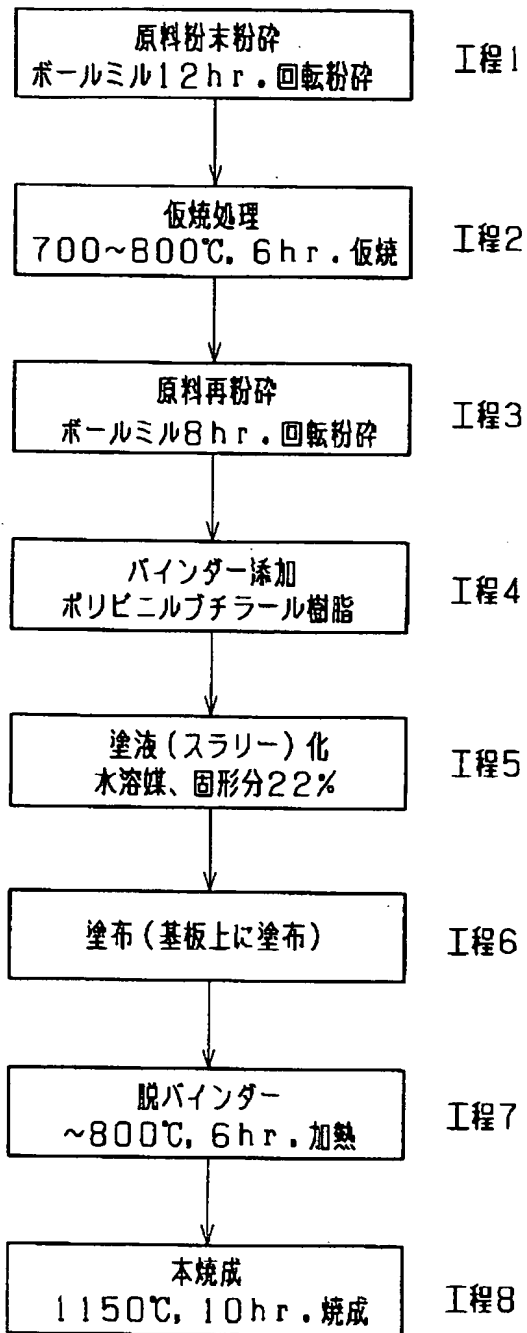 原料粉末粉砕
ボールミル12hr.回転粉砕
工程1
仮焼処理
700~800℃, 6hr.仮焼
工程2
原料再粉砕
ボールミル8hr.回転粉砕
工程3
バインダー添加
ポリビニルブチラール樹脂
工程4
塗液(スラリー)化
水溶媒、固形分22%
工程5
塗布(基板上に塗布)
工程6
脱バインダー
~800℃, 6hr.加熱
工程7
本焼成
1150℃, 10hr.焼成
工程8